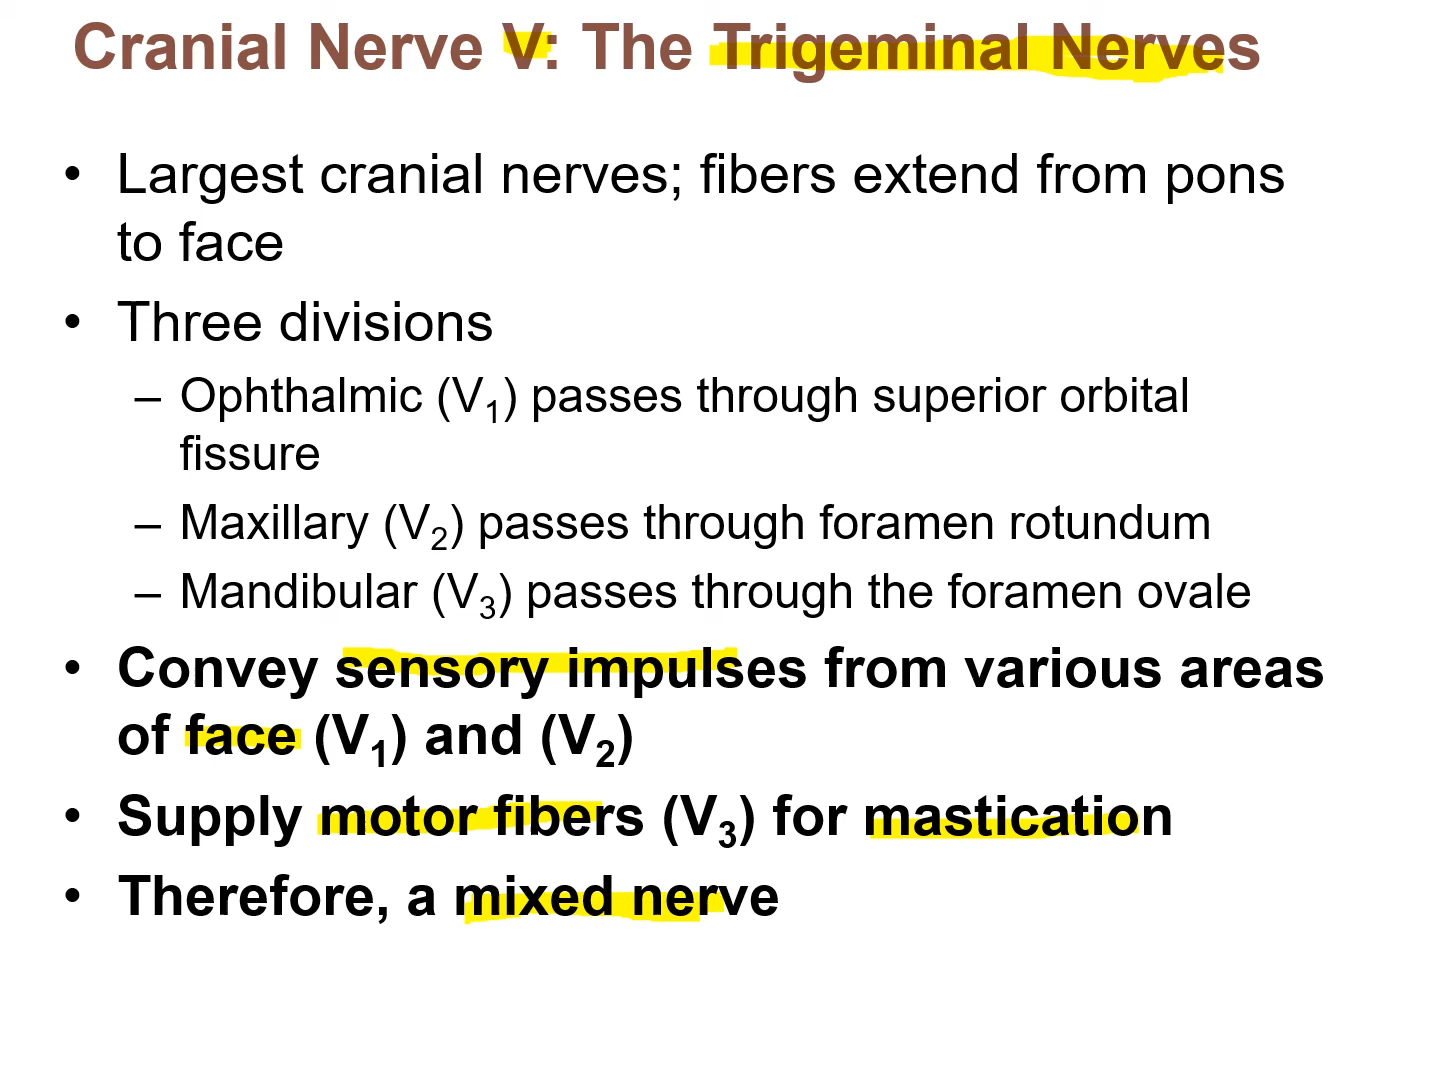 Cranial Nerve V: The Trigeminal Nerves
• Largest cranial nerves; fibers extend from pons
to face
• Three divisions
– Ophthalmic (V₁) passes through superior orbital
fissure
– Maxillary (V₂) passes through foramen rotundum
– Mandibular (V₃) passes through the foramen ovale
• Convey sensory impulses from various areas
of face (V₁) and (V₂)
• Supply motor fibers (V₃) for mastication
• Therefore, a mixed nerve